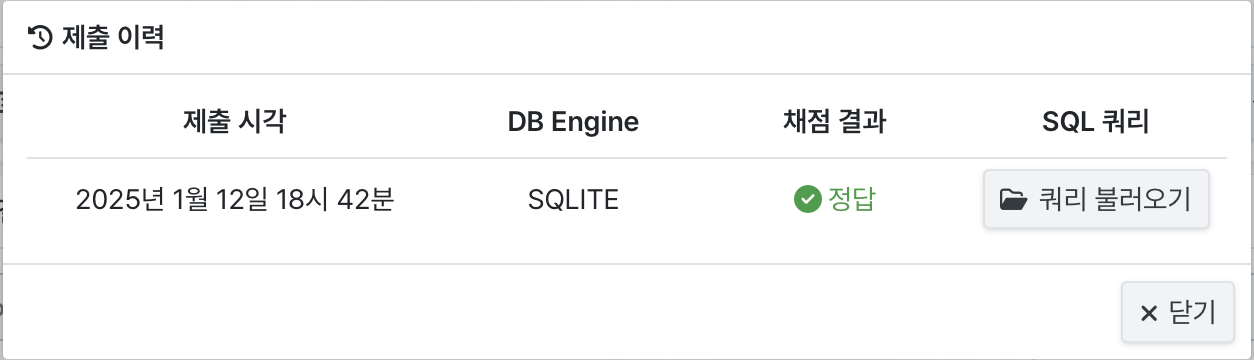 제출 이력
제출 시각 DB Engine 채점 결과 SQL 쿼리
2025년 1월 12일 18시 42분 SQLITE 정답 쿼리 불러오기
닫기